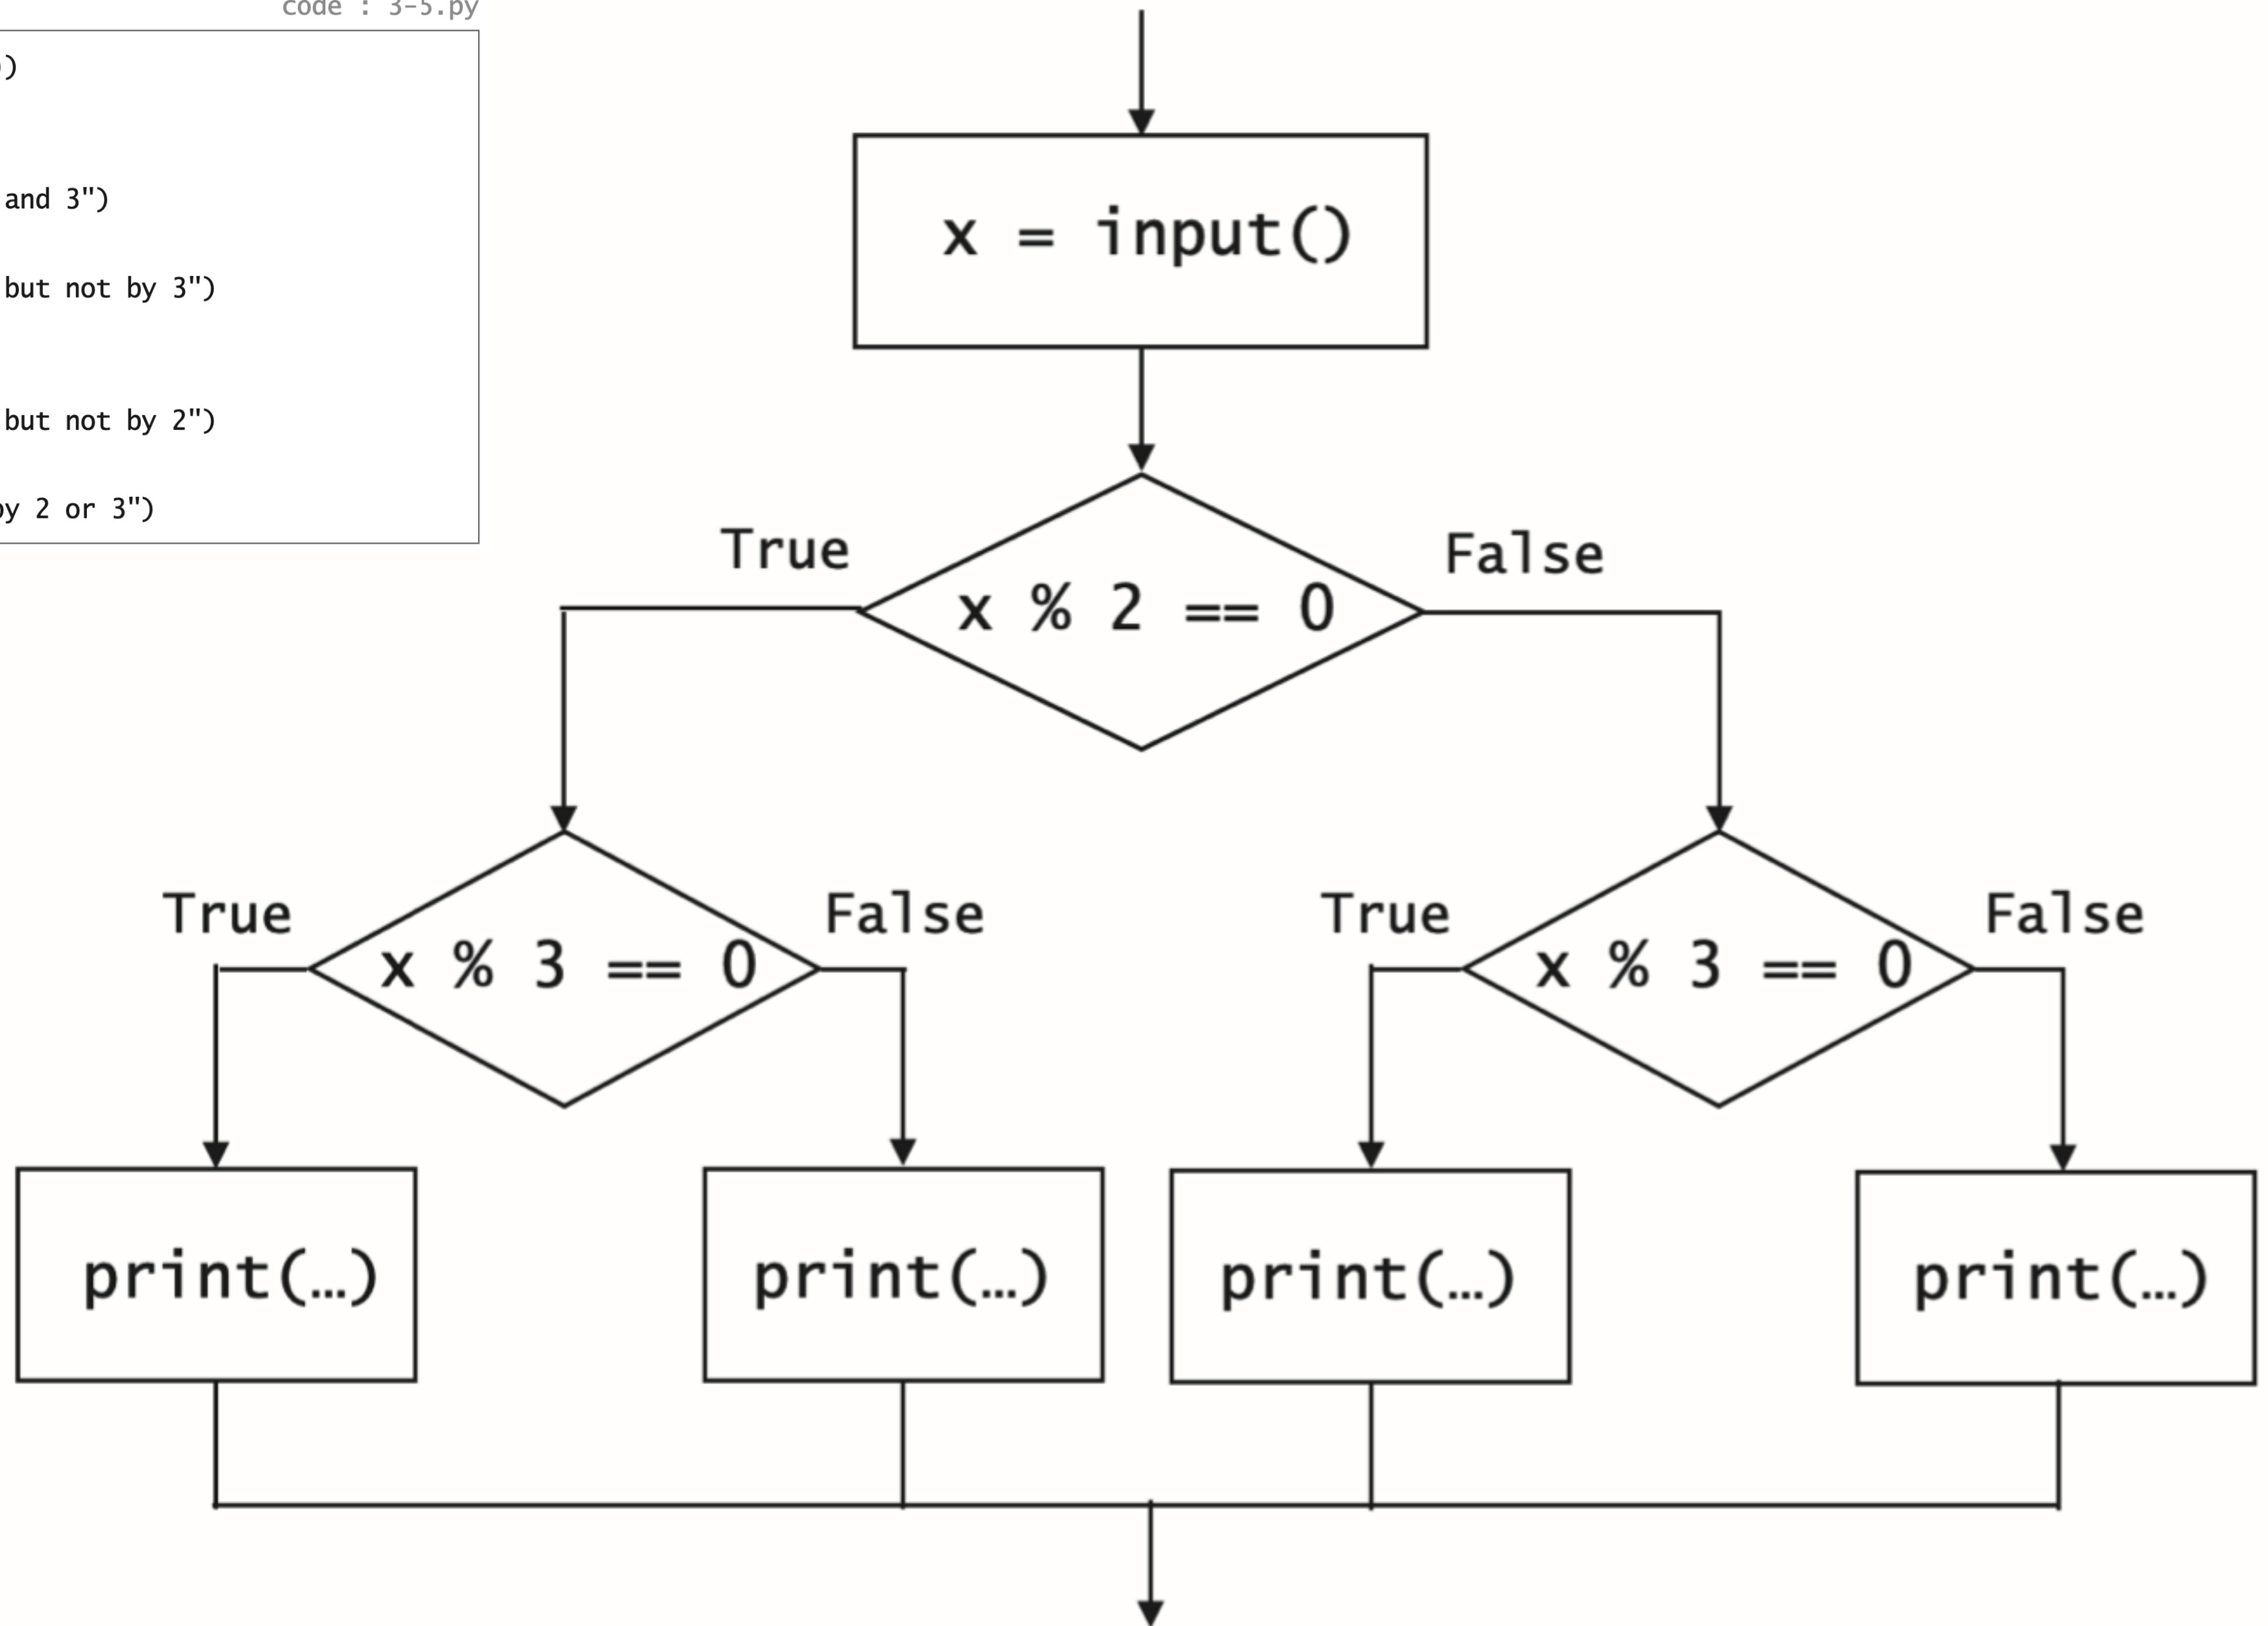 code : 3-5.py
)
and 3")
but not by 3")
but not by 2")
by 2 or 3")
x = input()
True
False
x % 2 == 0
True
False
True
False
x % 3 == 0
x % 3 == 0
print(…)
print(…)
print(…)
print(…)